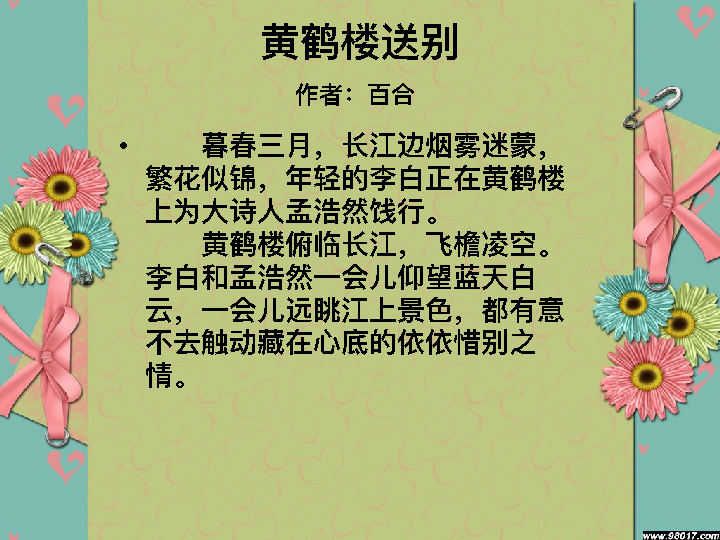 黄鹤楼送别
作者：百合
• 暮春三月，长江边烟雾迷蒙，
繁花似锦，年轻的李白正在黄鹤楼
上为大诗人孟浩然饯行。
黄鹤楼俯临长江，飞檐凌空。
李白和孟浩然一会儿仰望蓝天白
云，一会儿远眺江上景色，都有意
不去触动藏在心底的依依惜别之
情。
www.98017.com